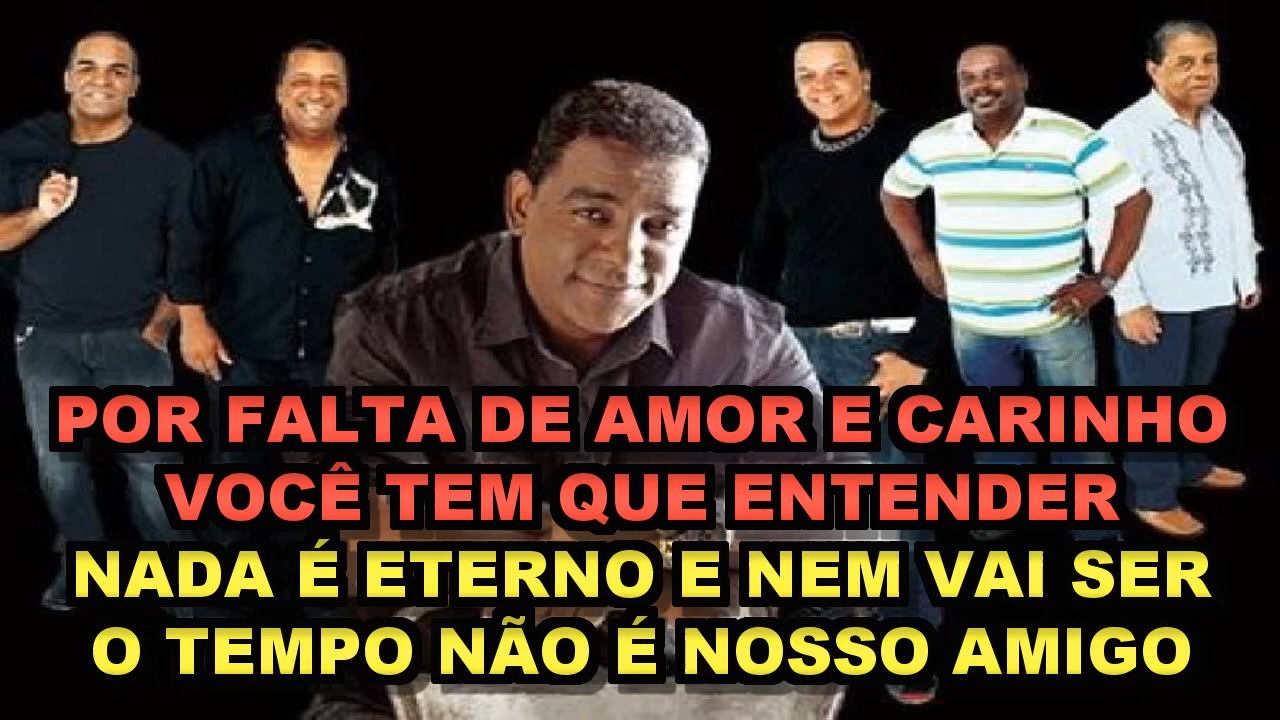 POR FALTA DE AMOR E CARINHO
VOCÊ TEM QUE ENTENDER
NADA É ETERNO E NEM VAI SER
O TEMPO NÃO É NOSSO AMIGO